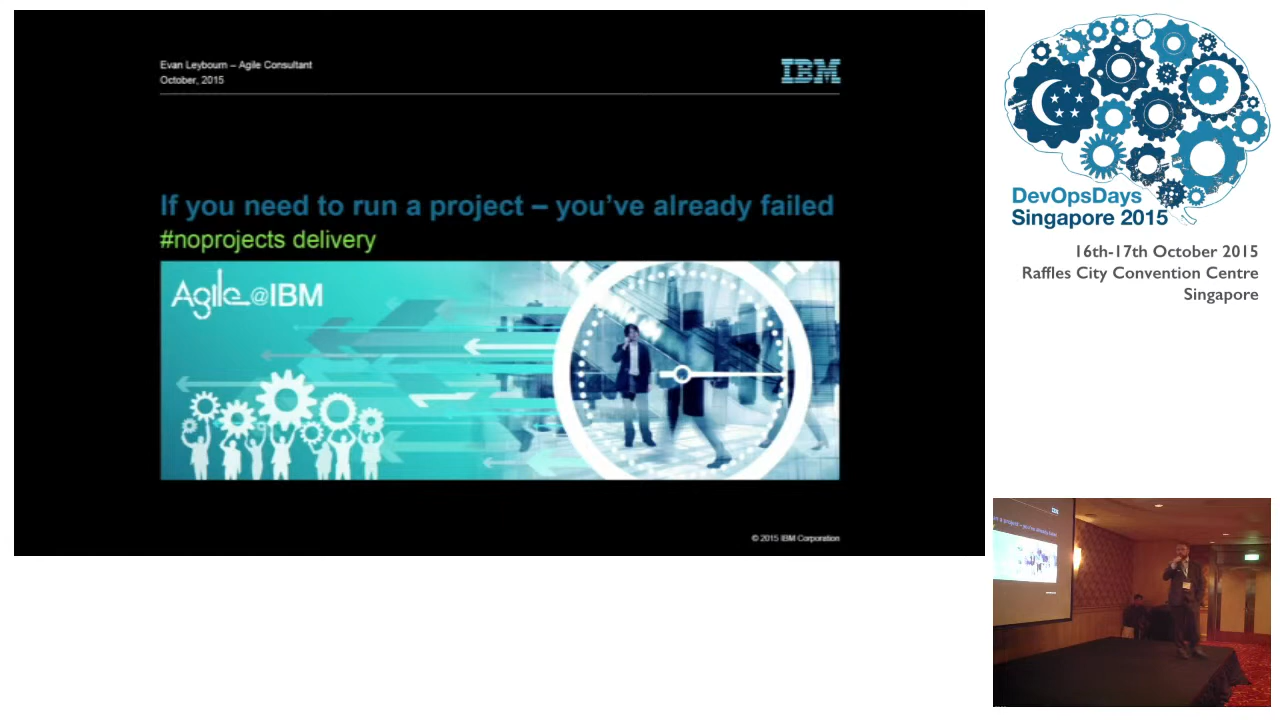 Evan Leybourn – Agile Consultant
October, 2015
IBM
If you need to run a project – you've already failed
#noprojects delivery
Agile@IBM
© 2015 IBM Corporation
DevOpsDays
Singapore 2015
16th-17th October 2015
Raffles City Convention Centre
Singapore